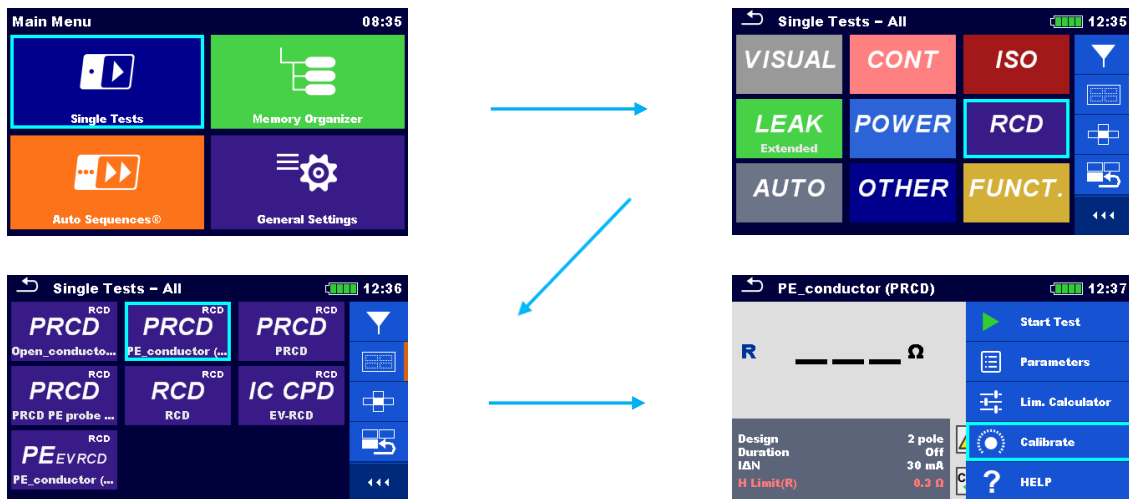 Main Menu 08:35
Single Tests
Memory Organizer
Auto Sequences®
General Settings
Single Tests – All 12:35
VISUAL CONT ISO
LEAK POWER RCD
Extended
AUTO OTHER FUNCT.
Single Tests – All 12:36
RCD RCD RCD
PRCD PRCD PRCD
Open_conducto... PE_conductor (... PRCD
RCD RCD RCD
PRCD RCD IC CPD
PRCD PE probe ... RCD EV-RCD
RCD
PE EV RCD
PE_conductor (...
PE_conductor (PRCD) 12:37
R ___ Ω
Design 2 pole
Duration Off
IΔN 30 mA
H Limit(R) 0.3 Ω
Start Test
Parameters
Lim. Calculator
Calibrate
? HELP